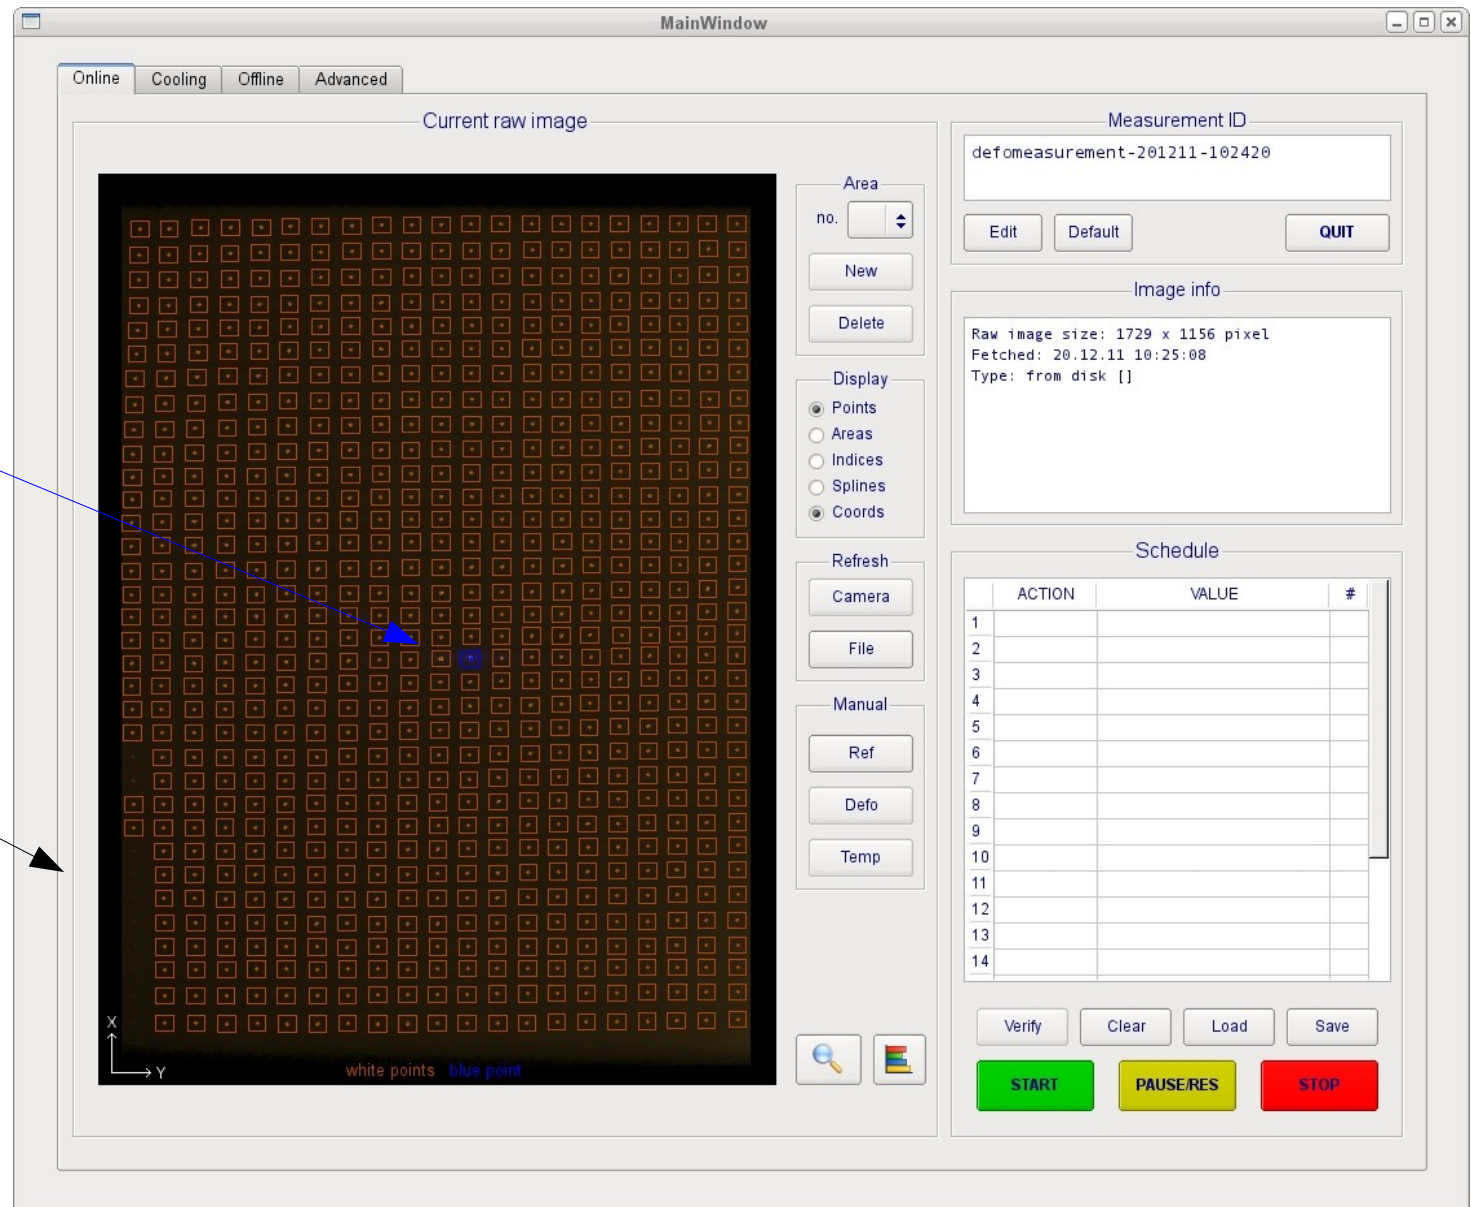 MainWindow
Online Cooling Offline Advanced
Current raw image
X
Y
white points blue point
Area
no.
New
Delete
Display
Points
Areas
Indices
Splines
Coords
Refresh
Camera
File
Manual
Ref
Defo
Temp
Measurement ID
defomeasurement-201211-102420
Edit Default QUIT
Image info
Raw image size: 1729 x 1156 pixel
Fetched: 20.12.11 10:25:08
Type: from disk []
Schedule
ACTION VALUE #
1
2
3
4
5
6
7
8
9
10
11
12
13
14
Verify Clear Load Save
START PAUSE/RES STOP